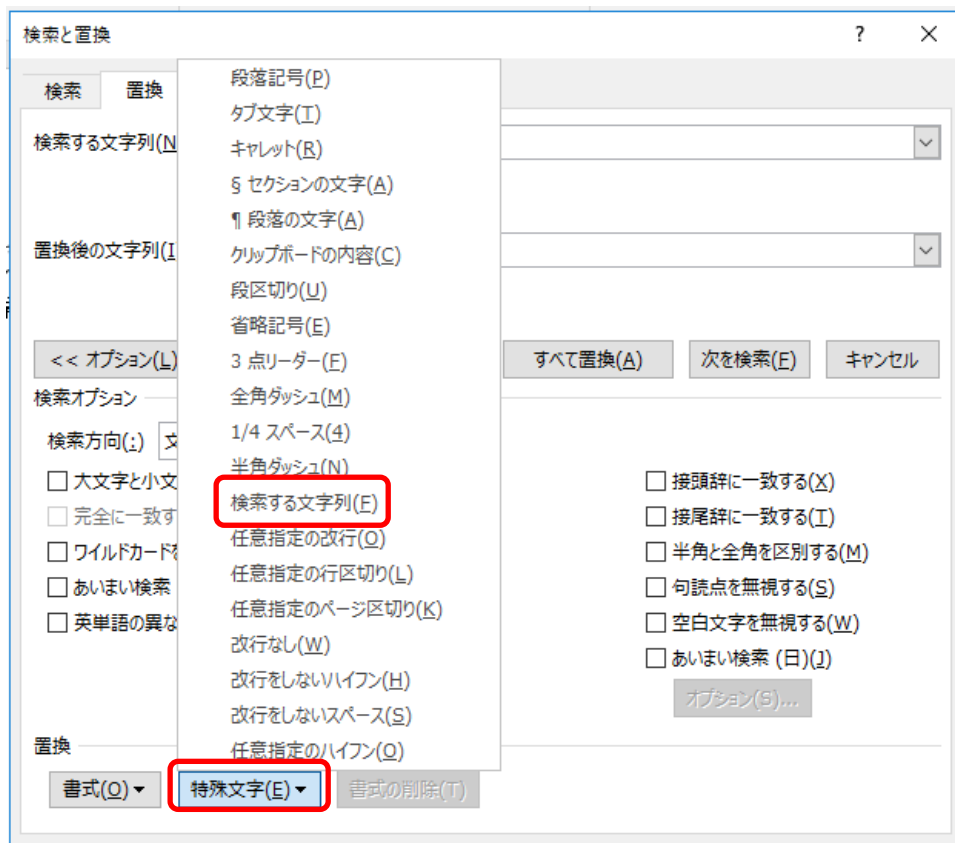 検索と置換
?
検索
置換
検索する文字列(N
置換後の文字列(I
段落記号(P)
タブ文字(T)
キャレット(R)
§ セクションの文字(A)
¶ 段落の文字(A)
クリップボードの内容(C)
段区切り(U)
省略記号(E)
3 点リーダー(F)
全角ダッシュ(M)
1/4 スペース(4)
半角ダッシュ(N)
検索する文字列(F)
任意指定の改行(O)
任意指定の行区切り(L)
任意指定のページ区切り(K)
改行なし(W)
改行をしないハイフン(H)
改行をしないスペース(S)
任意指定のハイフン(O)
<< オプション(L)
すべて置換(A)
次を検索(F)
キャンセル
検索オプション
検索方向(:) 文
大文字と小文
完全に一致す
ワイルドカードを
あいまい検索
英単語の異な
接頭辞に一致する(X)
接尾辞に一致する(T)
半角と全角を区別する(M)
句読点を無視する(S)
空白文字を無視する(W)
あいまい検索 (日)(J)
オプション(S)...
置換
書式(O)
特殊文字(E)
書式の削除(T)